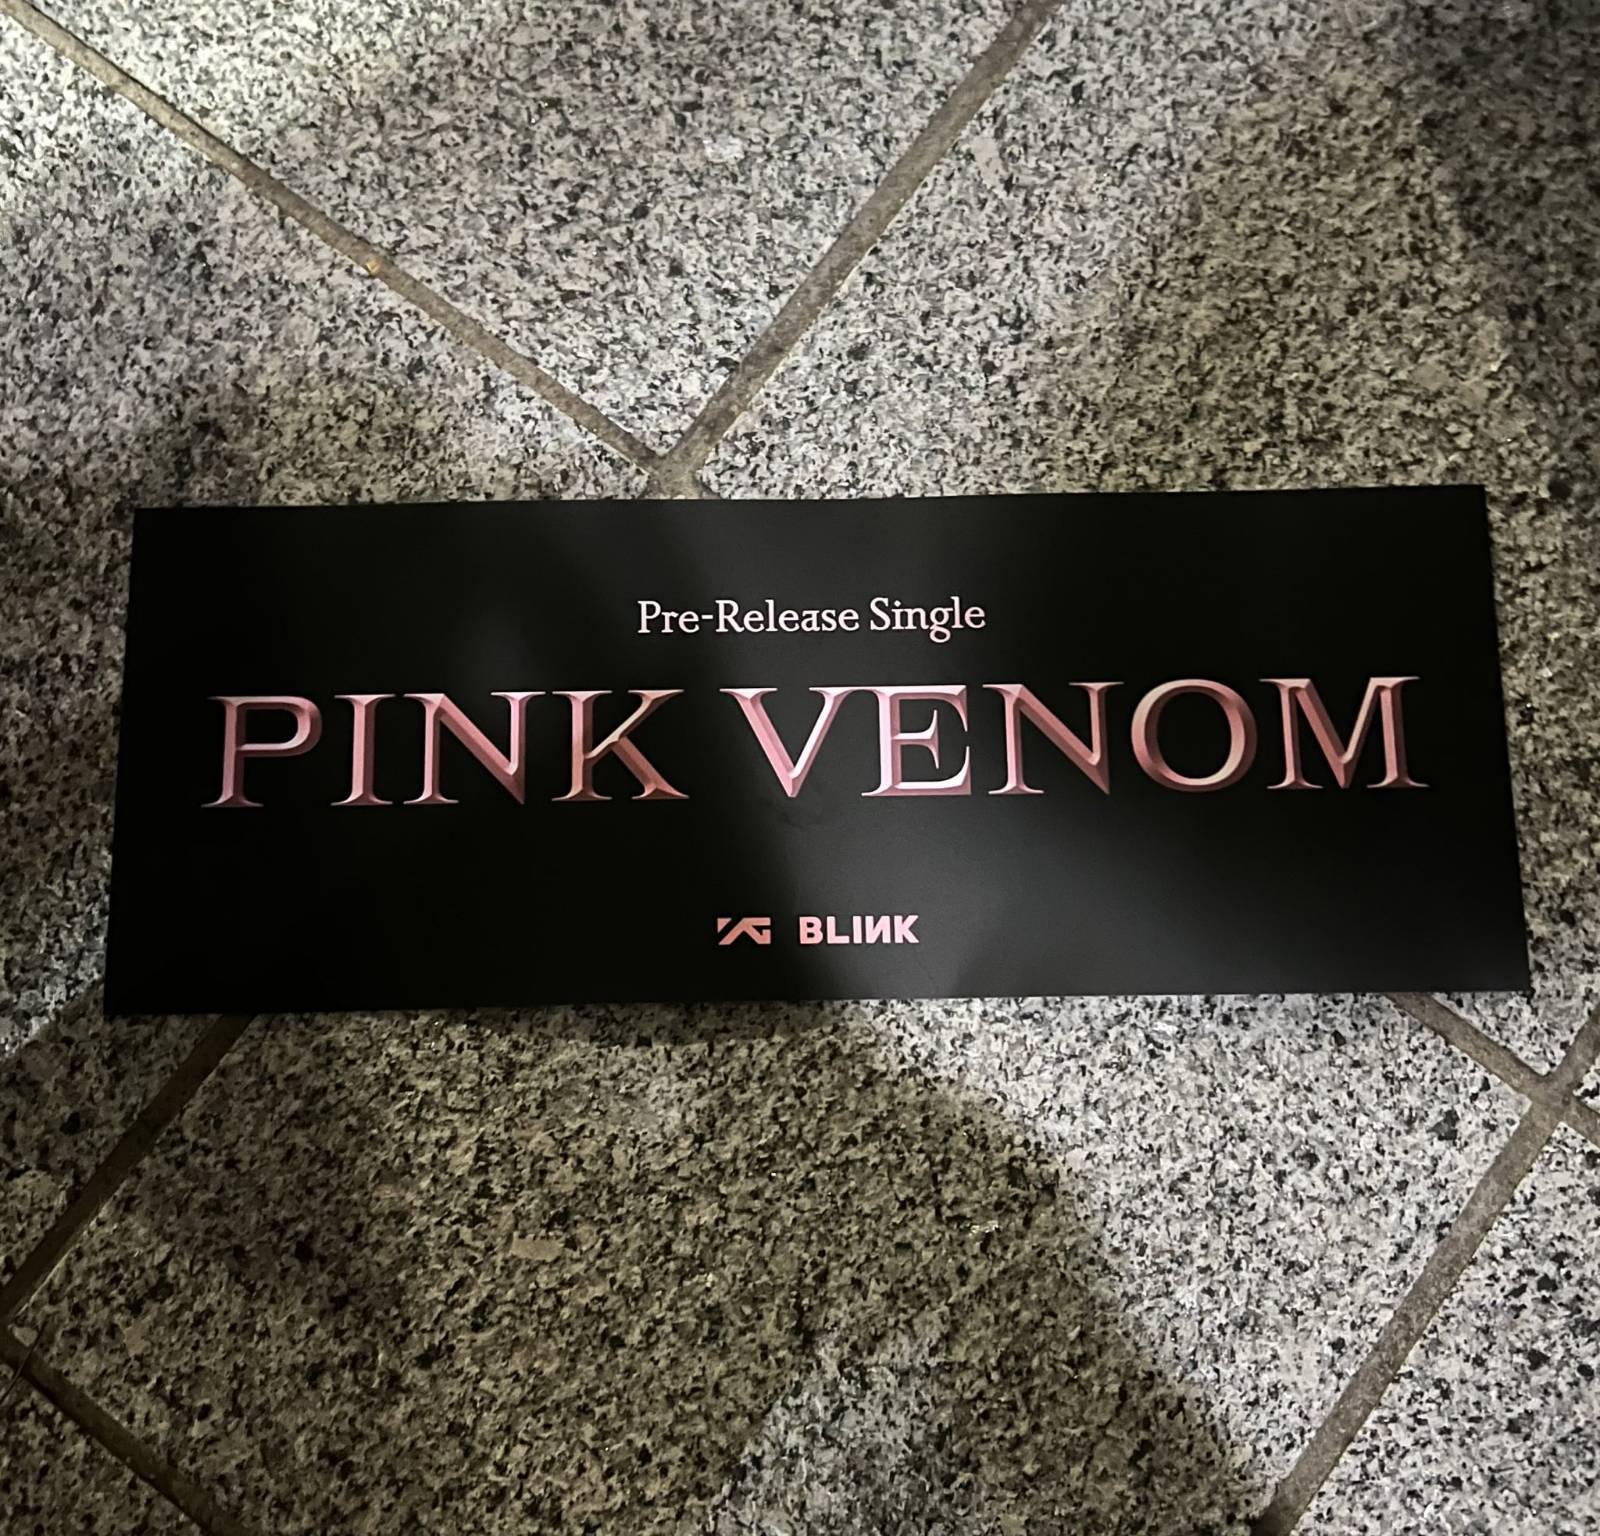 Pre-Release Single
PINK VENOM
YG BLINK